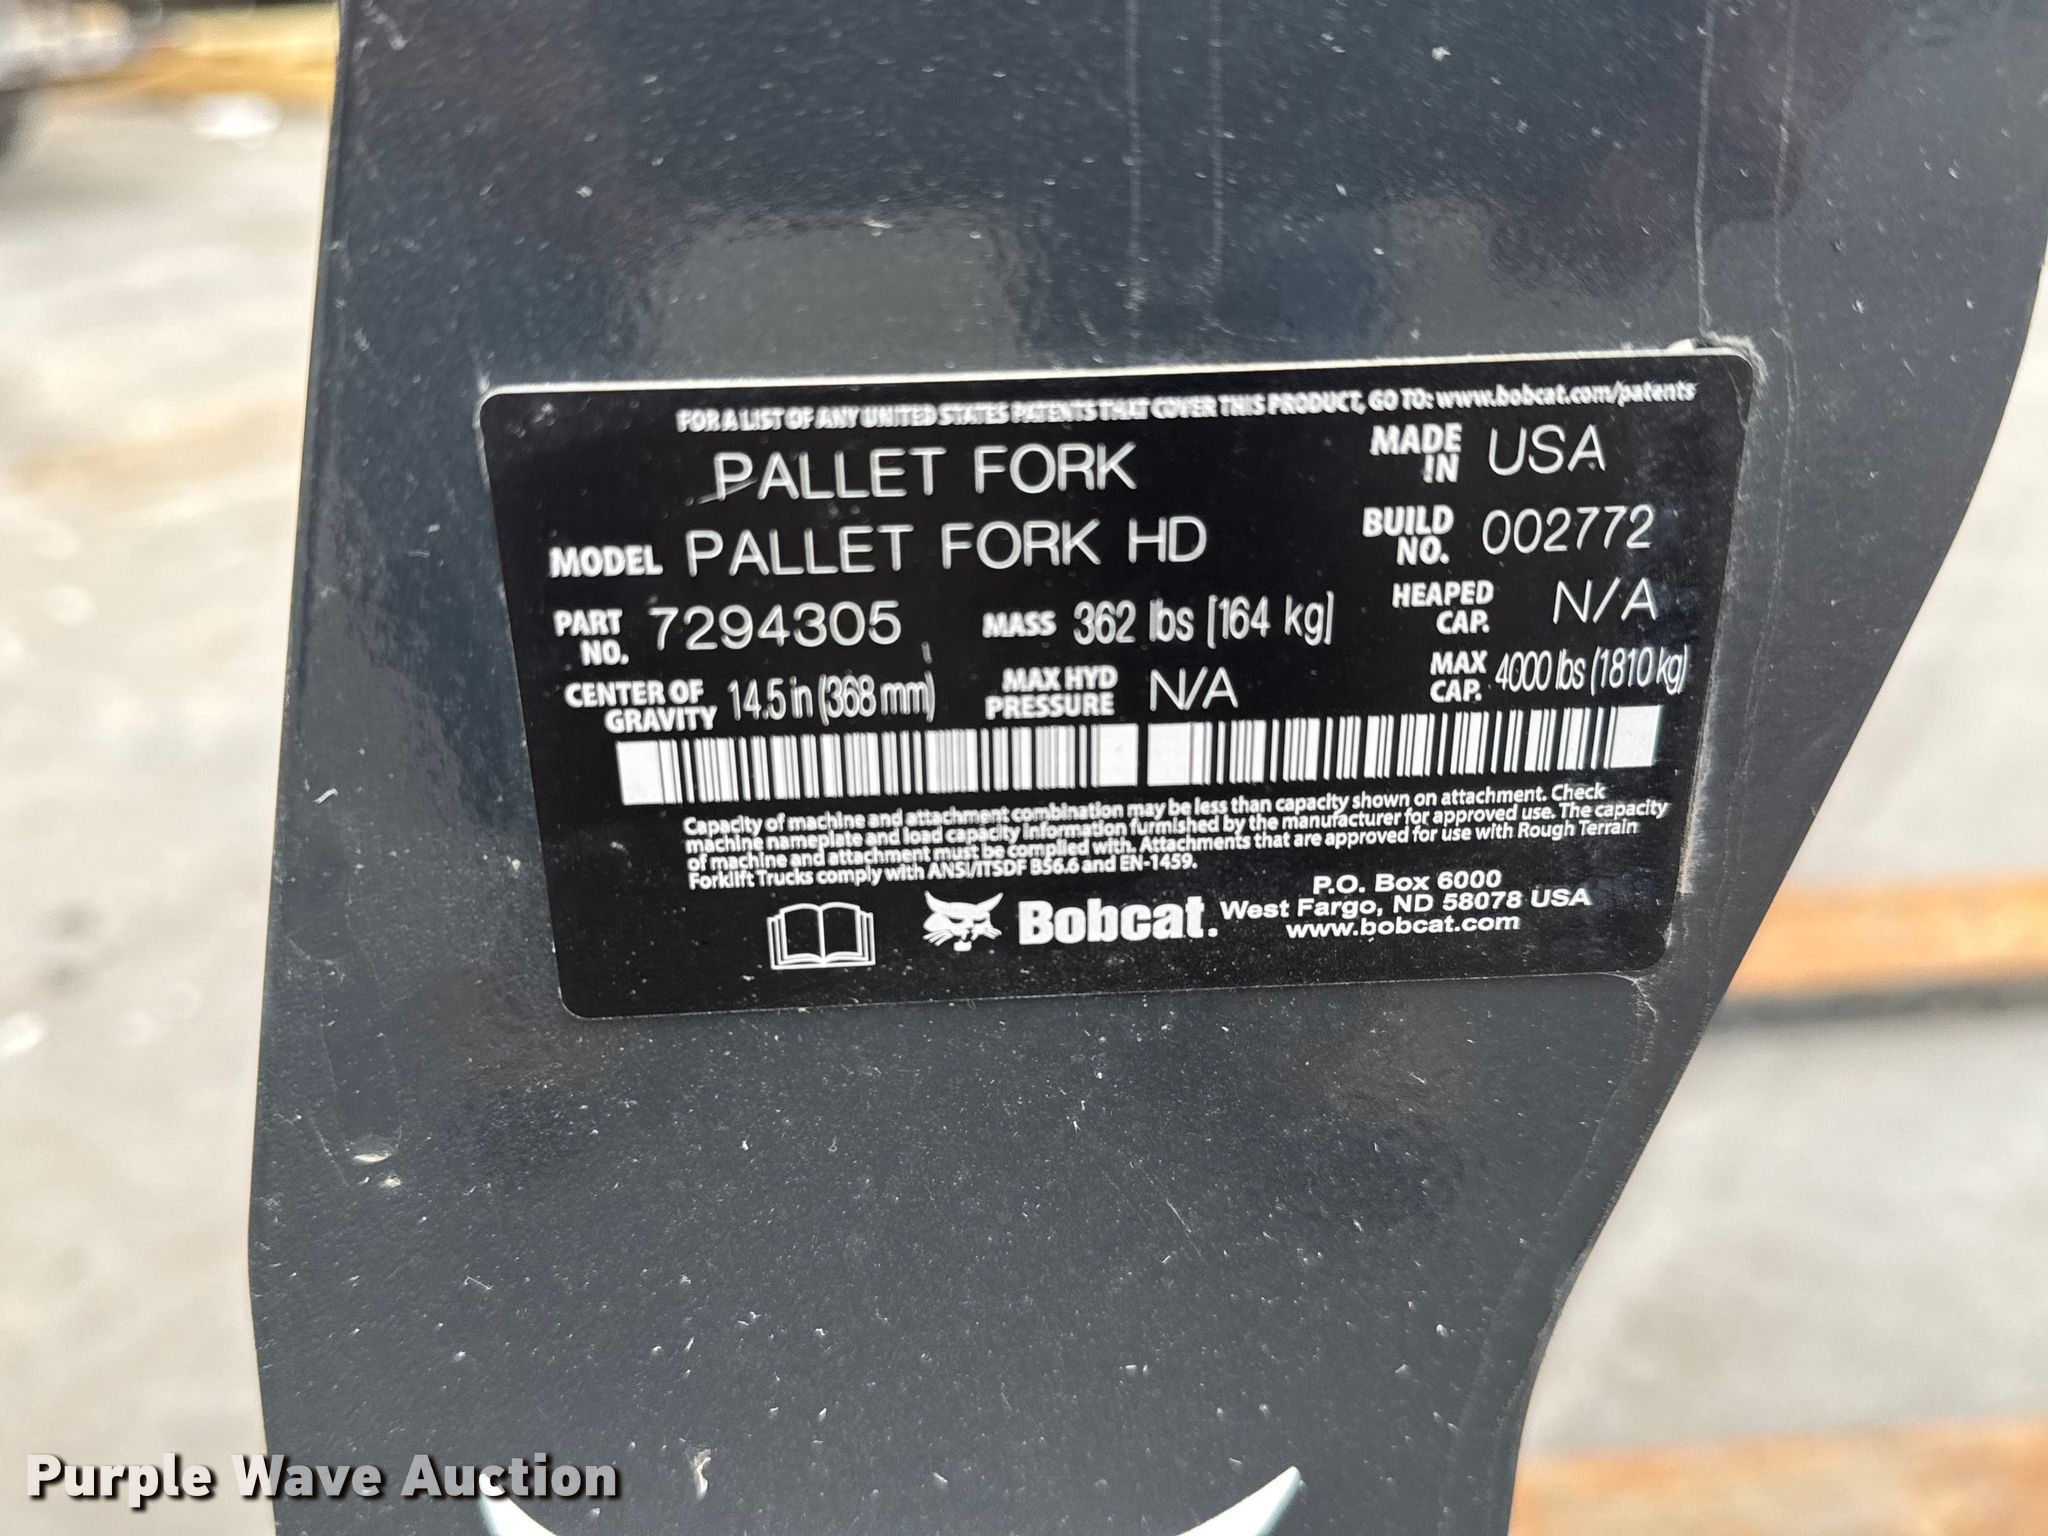 FOR A LIST OF ANY UNITED STATES PATENTS THAT COVER THIS PRODUCT, GO TO: www.bobcat.com/patents
PALLET FORK
MADE IN USA
MODEL PALLET FORK HD
BUILD NO. 002772
PART NO. 7294305
MASS 362 lbs [164 kg]
HEAPED CAP. N/A
CENTER OF GRAVITY 14.5 in (368 mm)
MAX HYD PRESSURE N/A
MAX CAP. 4000 lbs (1810 kg)
Capacity of machine and attachment combination may be less than capacity shown on attachment. Check
machine nameplate and load capacity information furnished by the manufacturer for approved use. The capacity
of machine and attachment must be complied with. Attachments that are approved for use with Rough Terrain
Forklift Trucks comply with ANSI/ITSDF B56.6 and EN-1459.
Bobcat.
P.O. Box 6000
West Fargo, ND 58078 USA
www.bobcat.com
Purple Wave Auction